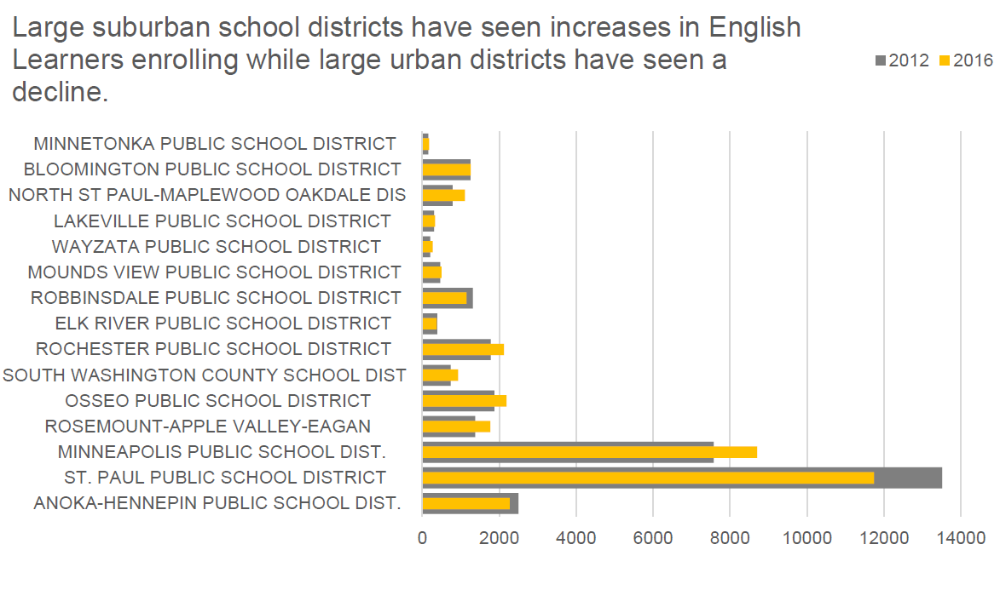 Large suburban school districts have seen increases in English
Learners enrolling while large urban districts have seen a
decline.
2012 2016
MINNETONKA PUBLIC SCHOOL DISTRICT
BLOOMINGTON PUBLIC SCHOOL DISTRICT
NORTH ST PAUL-MAPLEWOOD OAKDALE DIS
LAKEVILLE PUBLIC SCHOOL DISTRICT
WAYZATA PUBLIC SCHOOL DISTRICT
MOUNDS VIEW PUBLIC SCHOOL DISTRICT
ROBBINSDALE PUBLIC SCHOOL DISTRICT
ELK RIVER PUBLIC SCHOOL DISTRICT
ROCHESTER PUBLIC SCHOOL DISTRICT
SOUTH WASHINGTON COUNTY SCHOOL DIST
OSSEO PUBLIC SCHOOL DISTRICT
ROSEMOUNT-APPLE VALLEY-EAGAN
MINNEAPOLIS PUBLIC SCHOOL DIST.
ST. PAUL PUBLIC SCHOOL DISTRICT
ANOKA-HENNEPIN PUBLIC SCHOOL DIST.
0 2000 4000 6000 8000 10000 12000 14000